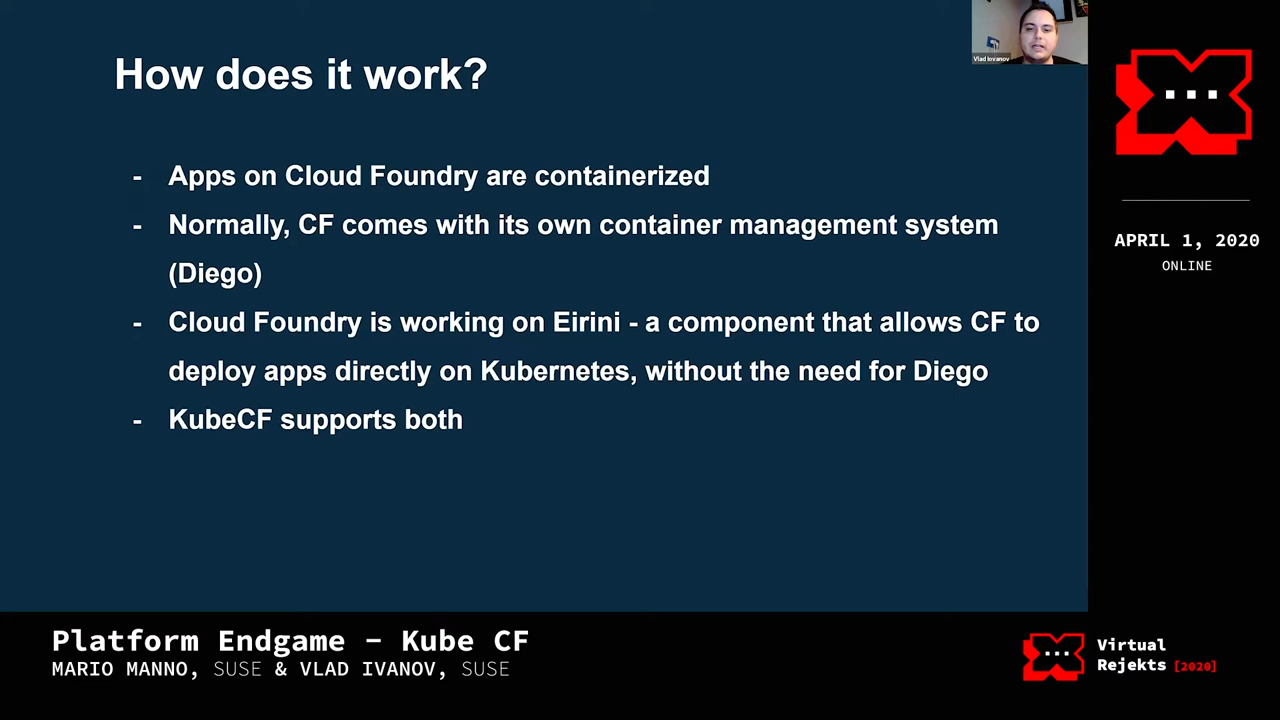 How does it work?
Vlad Iovanov
- Apps on Cloud Foundry are containerized
- Normally, CF comes with its own container management system
(Diego)
- Cloud Foundry is working on Eirini - a component that allows CF to
deploy apps directly on Kubernetes, without the need for Diego
- KubeCF supports both
APRIL 1, 2020
ONLINE
Platform Endgame - Kube CF
MARIO MANNO, SUSE & VLAD IVANOV, SUSE
Virtual
Rejekts [2020]